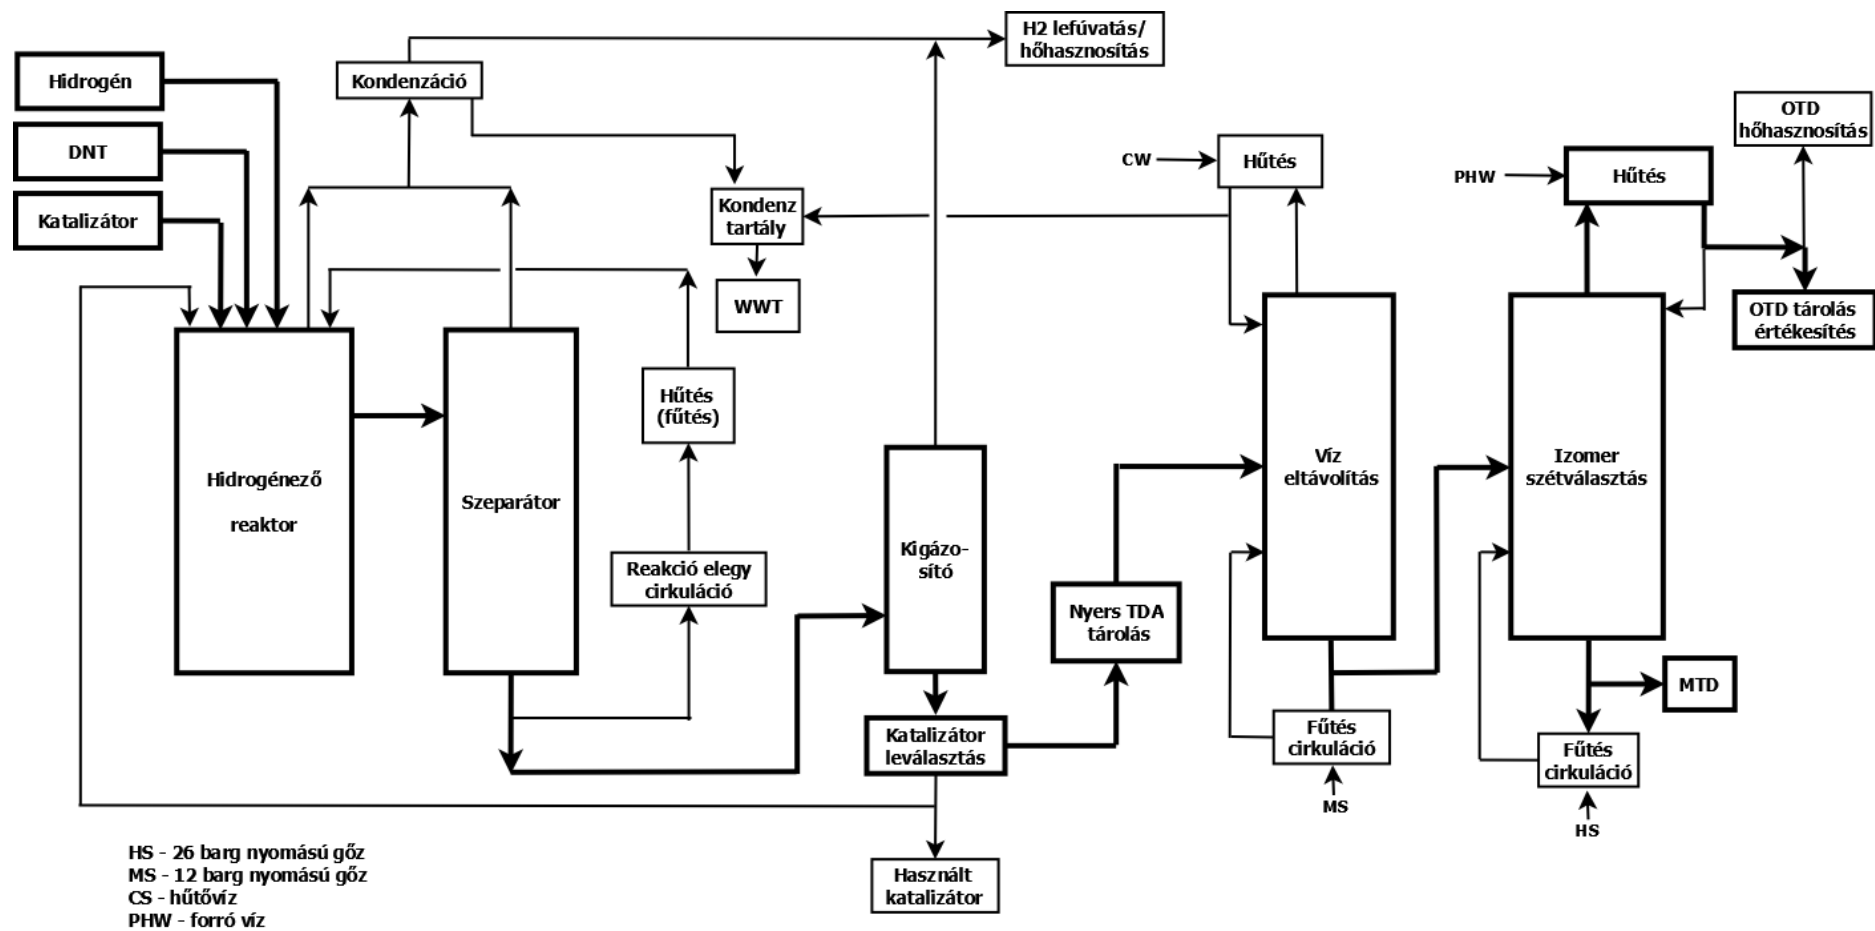 H2 lefúvatás/
hőhasznosítás
Hidrogén
Kondenzáció
DNT
Katalizátor
Kondenz
tartály
WWT
CW
Hűtés
PHW
Hűtés
OTD
hőhasznosítás
OTD tárolás
értékesítés
Hűtés
(fűtés)
Hidrogénező
reaktor
Szeparátor
Reakció elegy
cirkuláció
Kigázo-
sító
Víz
eltávolítás
Izomer
szétválasztás
Nyers TDA
tárolás
Katalizátor
leválasztás
MTD
Fűtés
cirkuláció
MS
Fűtés
cirkuláció
HS
Használt
katalizátor
HS - 26 barg nyomású gőz
MS - 12 barg nyomású gőz
CS - hűtővíz
PHW - forró víz